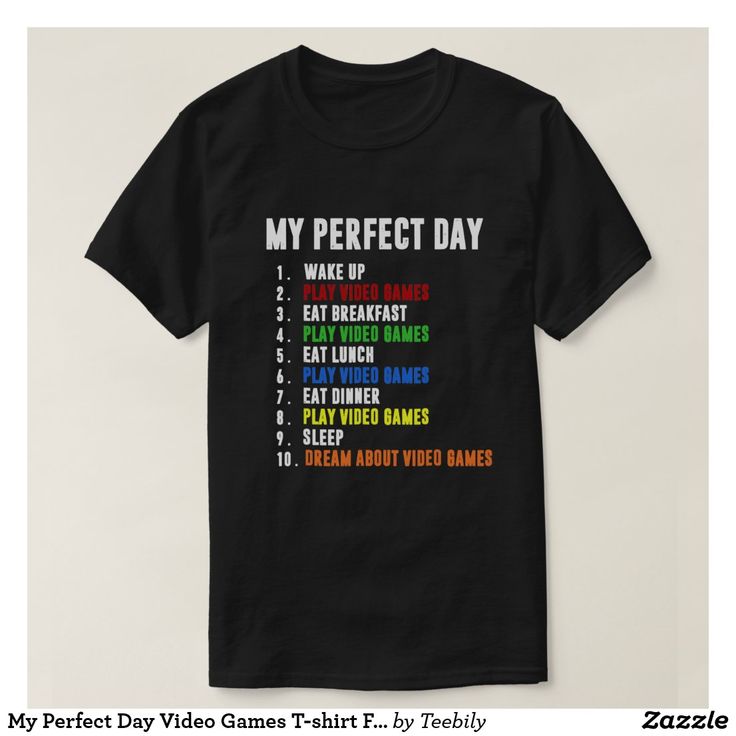 MY PERFECT DAY
1. WAKE UP
2. PLAY VIDEO GAMES
3. EAT BREAKFAST
4. PLAY VIDEO GAMES
5. EAT LUNCH
6. PLAY VIDEO GAMES
7. EAT DINNER
8. PLAY VIDEO GAMES
9. SLEEP
10. DREAM ABOUT VIDEO GAMES
My Perfect Day Video Games T-shirt F... by Teebily Zazzle